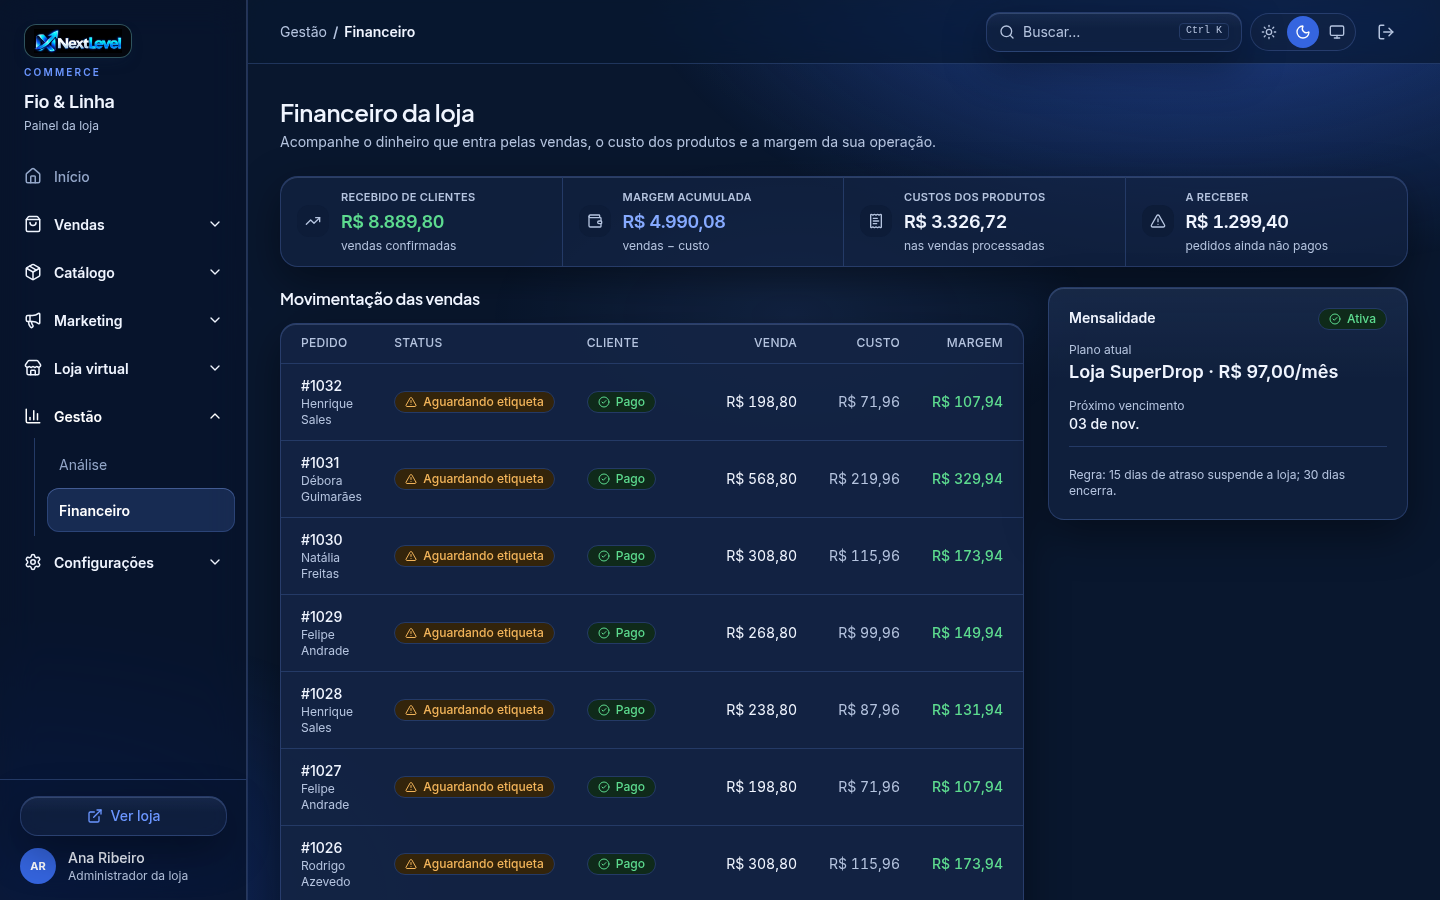 NextLevel
COMMERCE
Fio & Linha
Painel da loja
Início
Vendas
Catálogo
Marketing
Loja virtual
Gestão
Análise
Financeiro
Configurações
Ver loja
AR
Ana Ribeiro
Administrador da loja
Gestão / Financeiro
Buscar...
Ctrl K
Financeiro da loja
Acompanhe o dinheiro que entra pelas vendas, o custo dos produtos e a margem da sua operação.
RECEBIDO DE CLIENTES
R$ 8.889,80
vendas confirmadas
MARGEM ACUMULADA
R$ 4.990,08
vendas – custo
CUSTOS DOS PRODUTOS
R$ 3.326,72
nas vendas processadas
A RECEBER
R$ 1.299,40
pedidos ainda não pagos
Movimentação das vendas
PEDIDO STATUS CLIENTE VENDA CUSTO MARGEM
#1032
Henrique
Sales
Aguardando etiqueta Pago R$ 198,80 R$ 71,96 R$ 107,94
#1031
Débora
Guimarães
Aguardando etiqueta Pago R$ 568,80 R$ 219,96 R$ 329,94
#1030
Natália
Freitas
Aguardando etiqueta Pago R$ 308,80 R$ 115,96 R$ 173,94
#1029
Felipe
Andrade
Aguardando etiqueta Pago R$ 268,80 R$ 99,96 R$ 149,94
#1028
Henrique
Sales
Aguardando etiqueta Pago R$ 238,80 R$ 87,96 R$ 131,94
#1027
Felipe
Andrade
Aguardando etiqueta Pago R$ 198,80 R$ 71,96 R$ 107,94
#1026
Rodrigo
Azevedo
Aguardando etiqueta Pago R$ 308,80 R$ 115,96 R$ 173,94
Mensalidade
Ativa
Plano atual
Loja SuperDrop · R$ 97,00/mês
Próximo vencimento
03 de nov.
Regra: 15 dias de atraso suspende a loja; 30 dias
encerra.